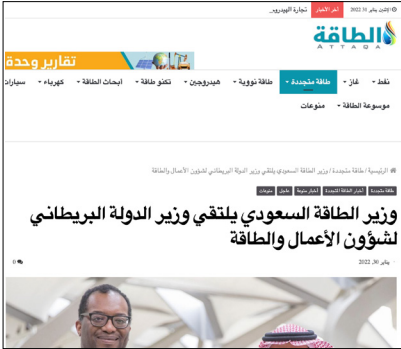 الإثنين, يناير 31, 2022 آخر الأخبار تجارة الهيدرو..
الطاقة
ATTAQA
تقارير وحدة
نفط غاز طاقة متجددة طاقة نووية هيدروجين تكنو طاقة أبحاث الطاقة كهرباء سيارات
موسوعة الطاقة منوعات
الرئيسية / طاقة متجددة / وزير الطاقة السعودي يلتقي وزير الدولة البريطاني لشؤون الأعمال والطاقة
طاقة متجددة أخبار الطاقة المتجددة أخبار منوعة عاجل منوعات
وزير الطاقة السعودي يلتقي وزير الدولة البريطاني
لشؤون الأعمال والطاقة
يناير 30, 2022 0